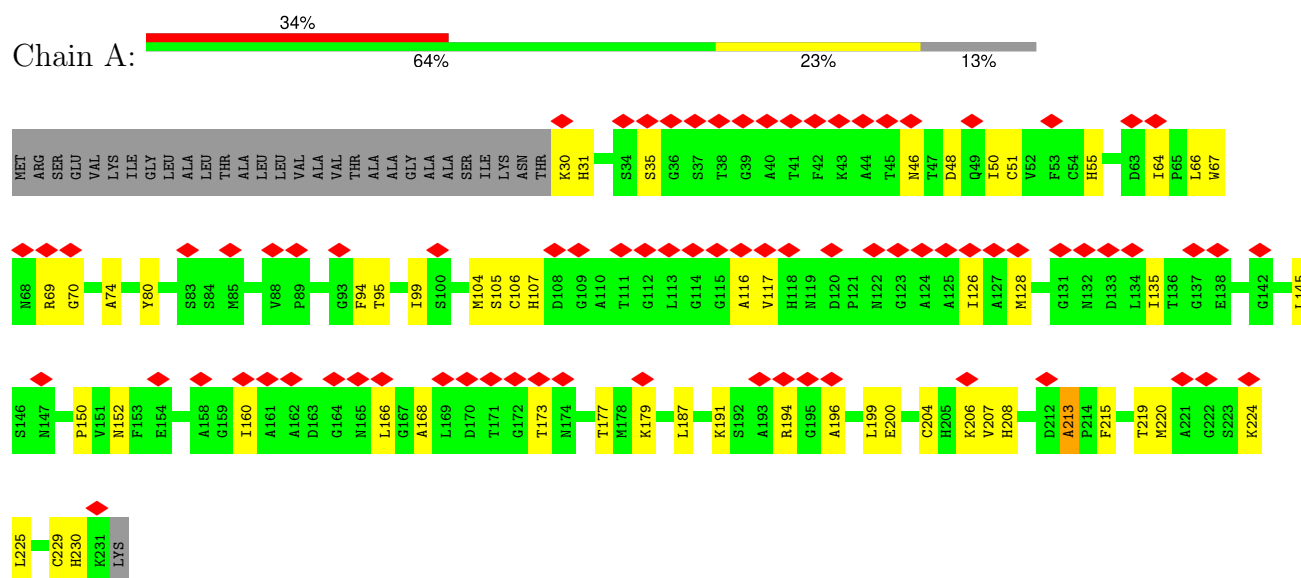 34%
Chain A:
64% 23% 13%
MET ARG SER GLU VAL LYS ILE GLY LEU ALA LEU THR ALA LEU LEU VAL ALA VAL THR ALA ALA GLY ALA ALA SER ILE LYS ASN THR K30 H31 S34 S35 G36 S37 T38 G39 A40 T41 F42 K43 A44 T45 N46 T47 D48 Q49 I50 C51 V52 F53 C54 H55 D63 I64 P65 L66 W67
N68 R69 G70 A74 Y80 S83 S84 M85 V88 P89 G93 F94 T95 I99 S100 M104 S105 C106 H107 D108 G109 A110 T111 G112 L113 G114 G115 A116 V117 H118 N119 D120 P121 N122 G123 A124 A125 I126 A127 M128 G131 N132 D133 L134 I135 T136 G137 E138 G142 L145
S146 N147 P150 V151 N152 F153 E154 A158 G159 I160 A161 A162 D163 G164 N165 L166 G167 A168 L169 D170 T171 G172 T173 N174 T177 M178 K179 L187 K191 S192 A193 R194 G195 A196 L199 E200 C204 H205 K206 V207 H208 D212 A213 P214 F215 T219 M220 A221 G222 S223 K224
L225 C229 H230 K231 LYS